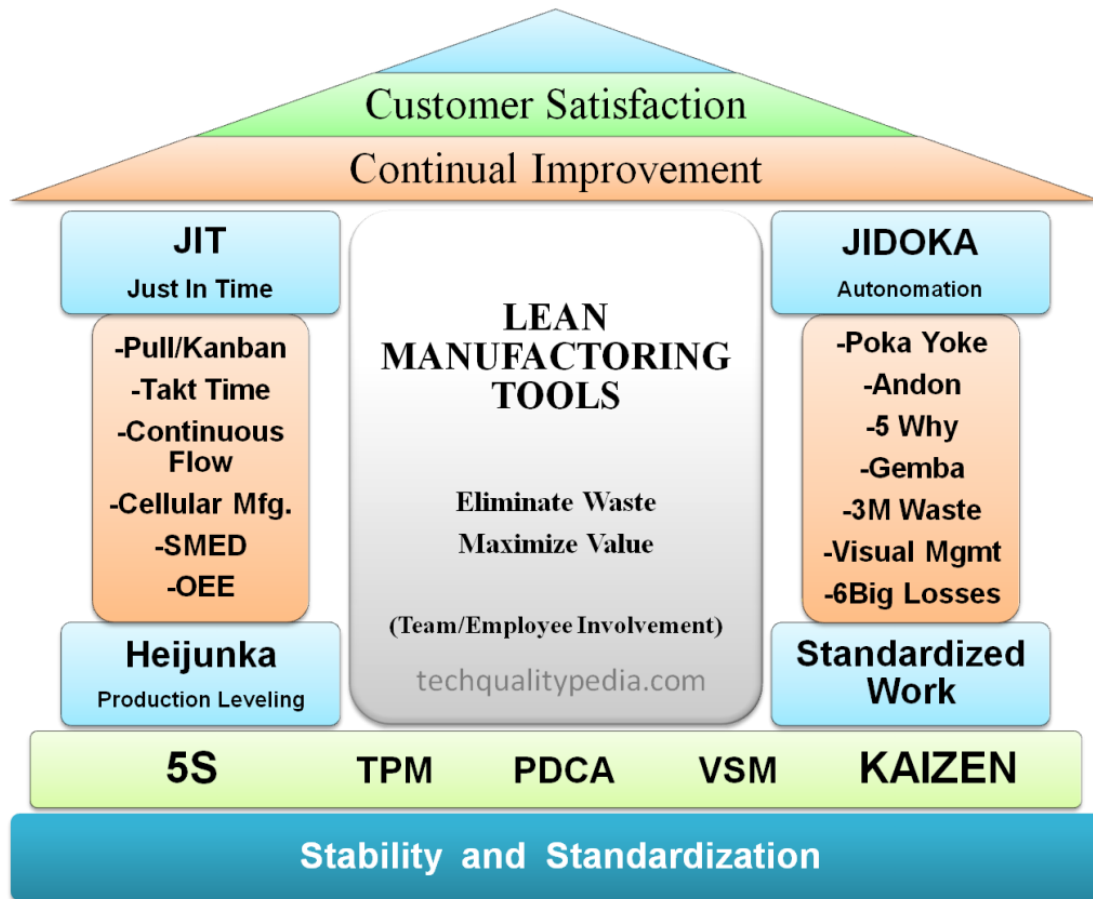 Customer Satisfaction
Continual Improvement
JIT
Just In Time
-Pull/Kanban
-Takt Time
-Continuous
Flow
-Cellular Mfg.
-SMED
-OEE
Heijunka
Production Leveling
LEAN
MANUFACTORING
TOOLS
Eliminate Waste
Maximize Value
(Team/Employee Involvement)
techqualitypedia.com
JIDOKA
Autonomation
-Poka Yoke
-Andon
-5 Why
-Gemba
-3M Waste
-Visual Mgmt
-6Big Losses
Standardized
Work
5S TPM PDCA VSM KAIZEN
Stability and Standardization